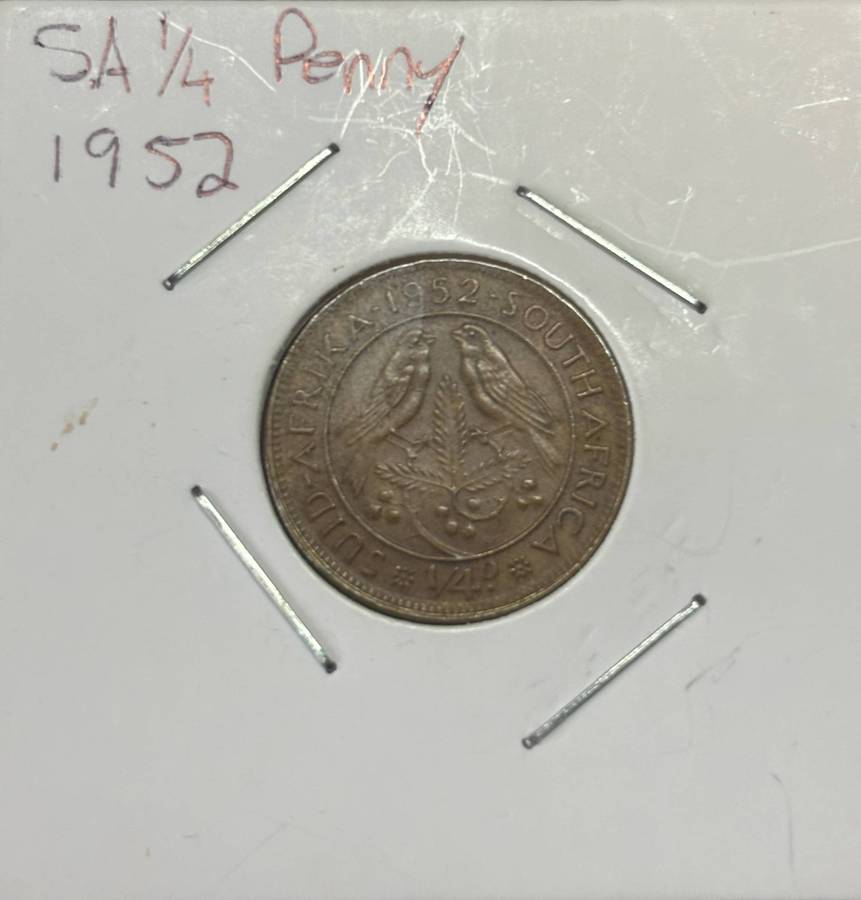 SA 1/4 Penny
1952
SUID-AFRIKA·1952·SOUTH AFRICA
1/4D.